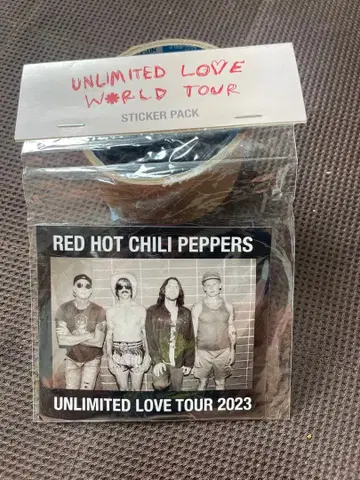 UNLIMITED LOVE
W*RLD TOUR
STICKER PACK
RED HOT CHILI PEPPERS
UNLIMITED LOVE TOUR 2023